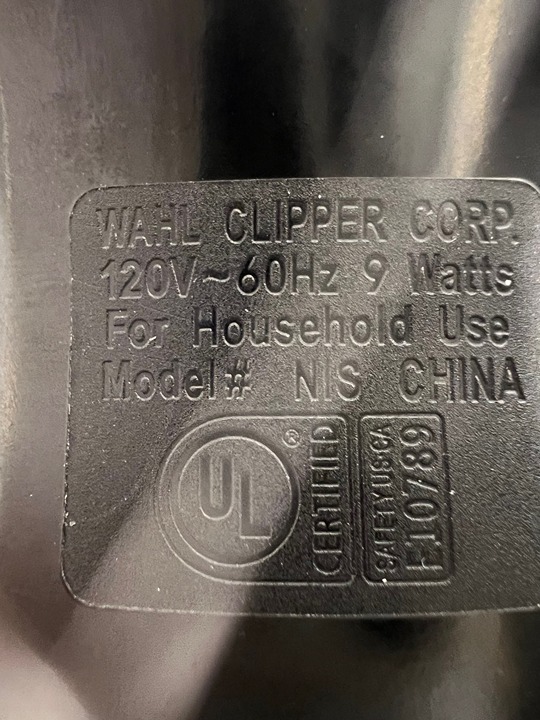 WAHL CLIPPER CORP.
120V~60Hz 9 Watts
For Household Use
Model# NIS CHINA
UL ®
CERTIFIED
SAFETY US CA
E10789